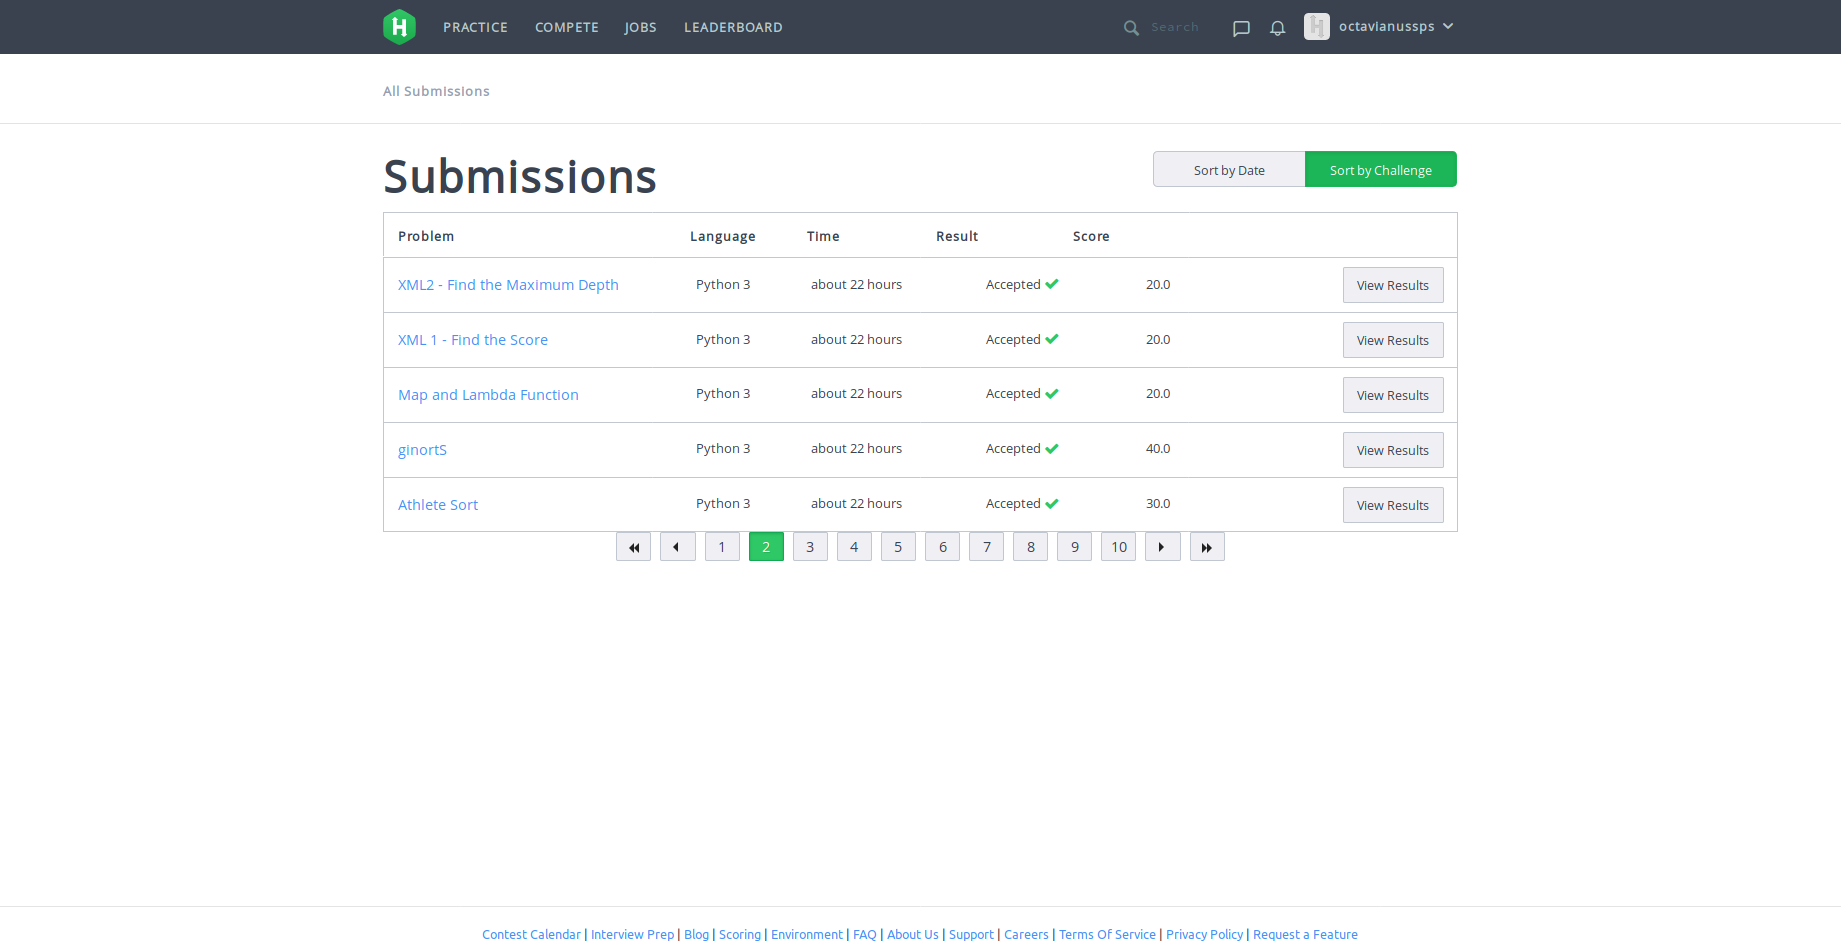 H PRACTICE COMPETE JOBS LEADERBOARD Search octavianussps
All Submissions
Submissions
Sort by Date Sort by Challenge
Problem Language Time Result Score
XML2 - Find the Maximum Depth Python 3 about 22 hours Accepted 20.0 View Results
XML 1 - Find the Score Python 3 about 22 hours Accepted 20.0 View Results
Map and Lambda Function Python 3 about 22 hours Accepted 20.0 View Results
ginortS Python 3 about 22 hours Accepted 40.0 View Results
Athlete Sort Python 3 about 22 hours Accepted 30.0 View Results
1 2 3 4 5 6 7 8 9 10
Contest Calendar | Interview Prep | Blog | Scoring | Environment | FAQ | About Us | Support | Careers | Terms Of Service | Privacy Policy | Request a Feature